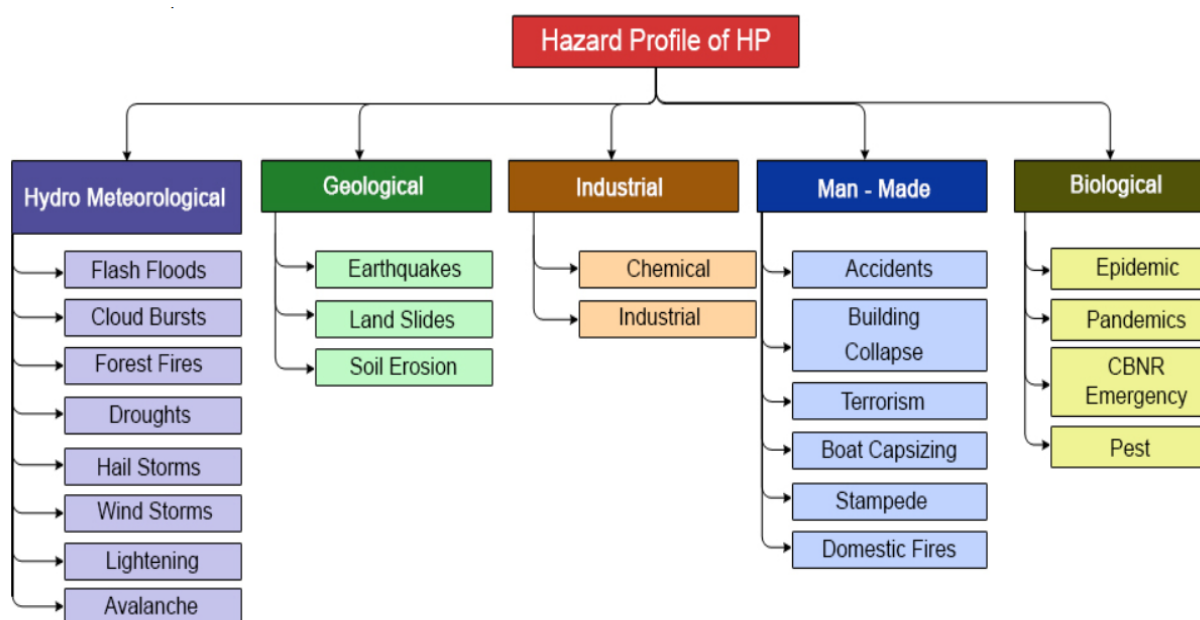 Hazard Profile of HP
Hydro Meteorological
Flash Floods
Cloud Bursts
Forest Fires
Droughts
Hail Storms
Wind Storms
Lightening
Avalanche
Geological
Earthquakes
Land Slides
Soil Erosion
Industrial
Chemical
Industrial
Man - Made
Accidents
Building
Collapse
Terrorism
Boat Capsizing
Stampede
Domestic Fires
Biological
Epidemic
Pandemics
CBNR
Emergency
Pest